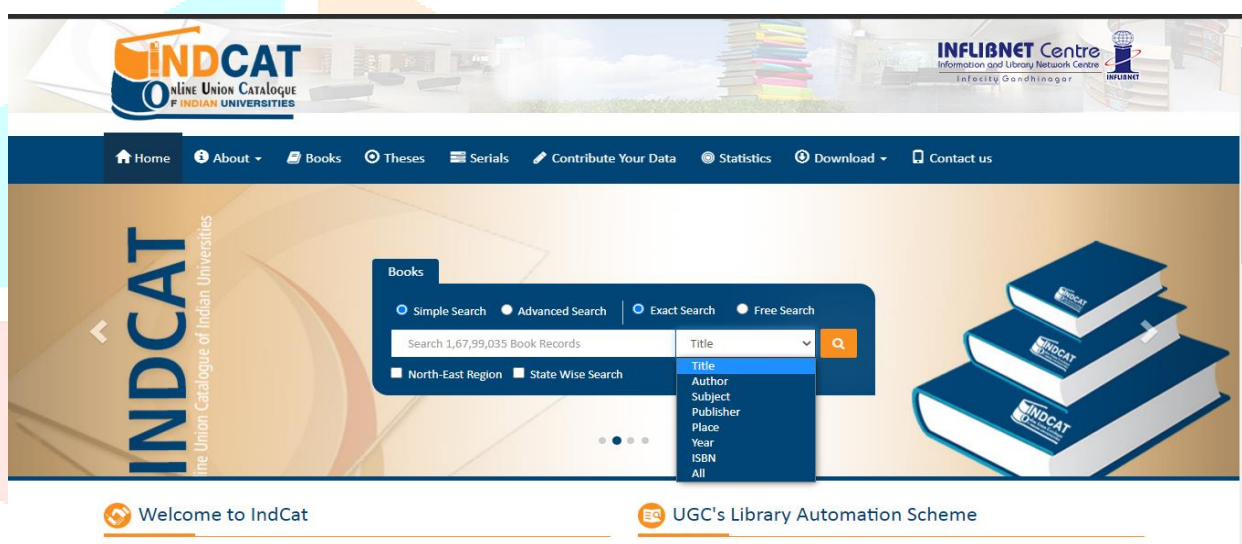 INDCAT
Online Union Catalogue
OF INDIAN UNIVERSITIES
INFLIBNET Centre
Information and Library Network Centre
Infocity Gandhinagar
INFLIBNET
Home About Books Theses Serials Contribute Your Data Statistics Download Contact us
INDCAT
ine Union Catalogue of Indian Universities
Books
Simple Search Advanced Search Exact Search Free Search
Search 1,67,99,035 Book Records Title
North-East Region State Wise Search
Title
Author
Subject
Publisher
Place
Year
ISBN
All
INDCAT
INDCAT
INDCAT
Welcome to IndCat
UGC's Library Automation Scheme